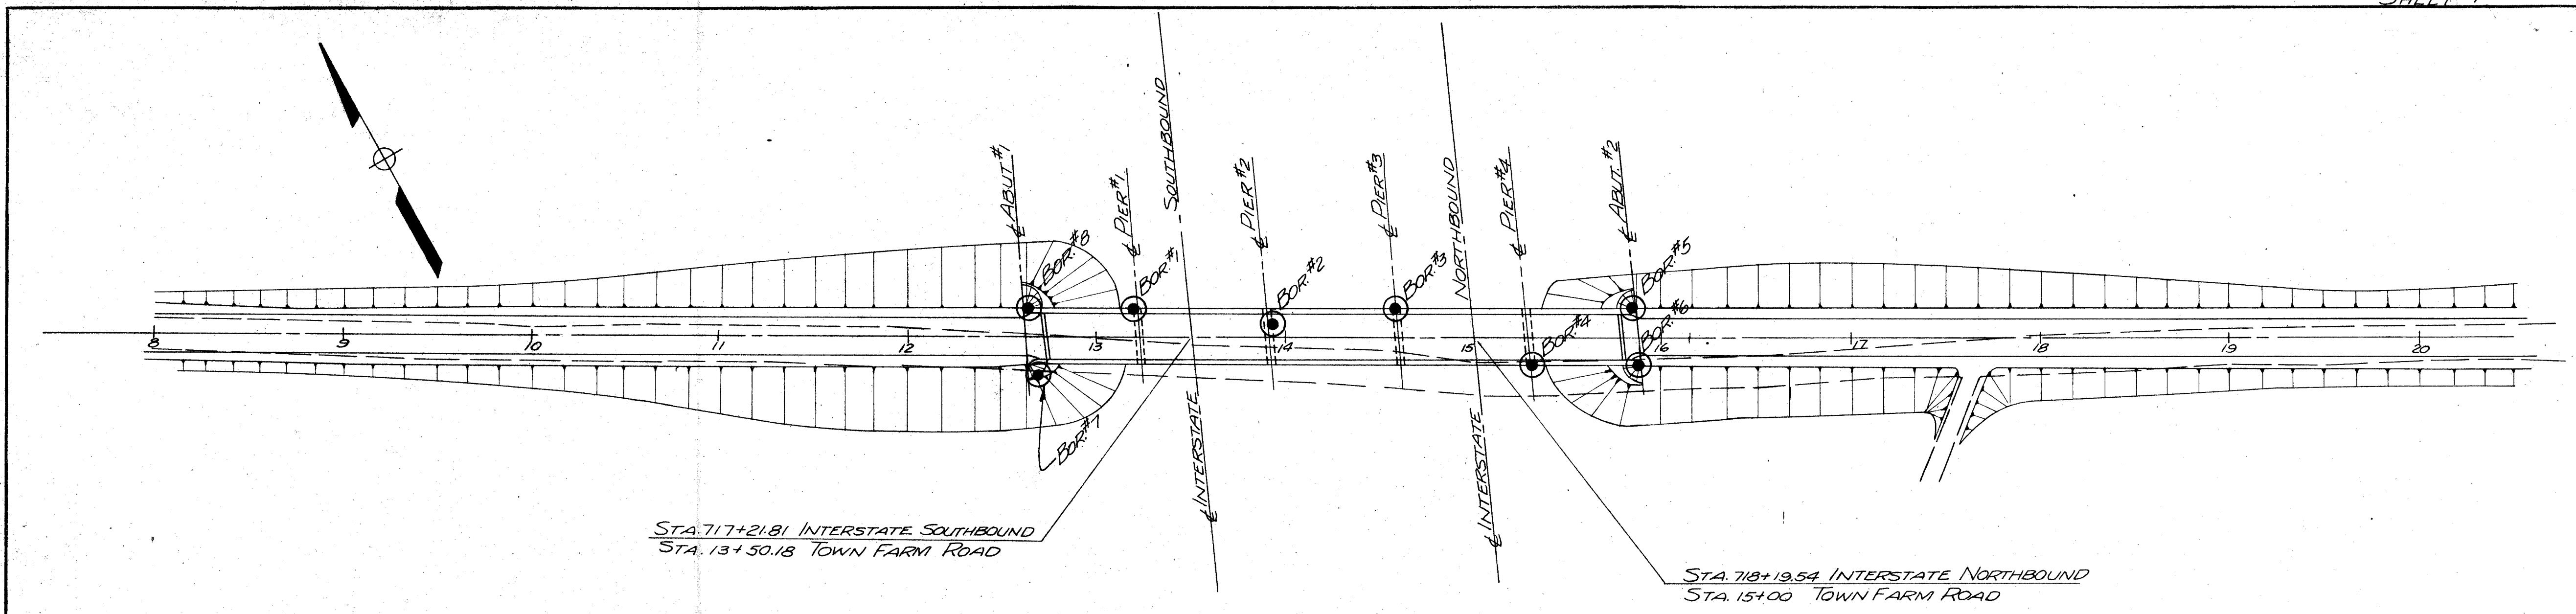 SHEET
℄ ABUT #1
℄ PIER #1
SOUTHBOUND
℄ PIER #2
℄ PIER #3
NORTHBOUND
℄ PIER #4
℄ ABUT. #2
BOR. #8
BOR. #1
BOR. #2
BOR. #3
BOR. #4
BOR. #5
BOR. #6
BOR. #7
8 9 10 11 12 13 14 15 16 17 18 19 20
℄ INTERSTATE
℄ INTERSTATE
STA. 717+21.81 INTERSTATE SOUTHBOUND
STA. 13+50.18 TOWN FARM ROAD
STA. 718+19.54 INTERSTATE NORTHBOUND
STA. 15+00 TOWN FARM ROAD